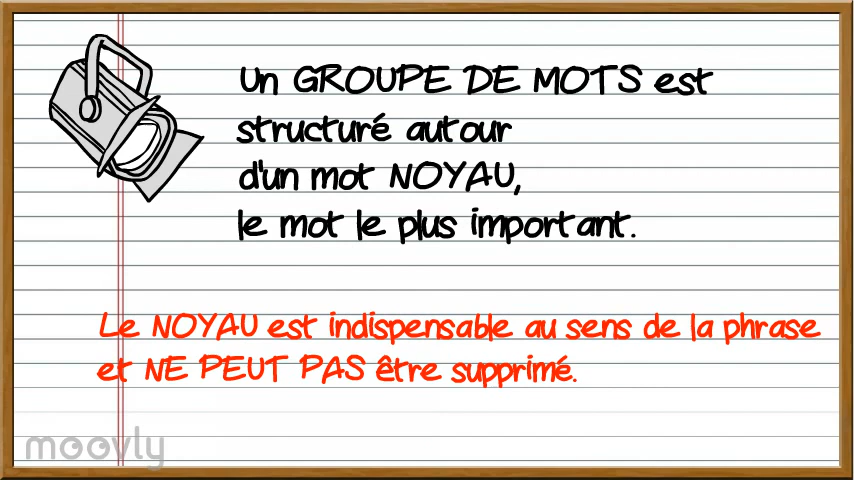 Un GROUPE DE MOTS est
structuré autour
d'un mot NOYAU,
le mot le plus important.
Le NOYAU est indispensable au sens de la phrase
et NE PEUT PAS être supprimé.
moovly